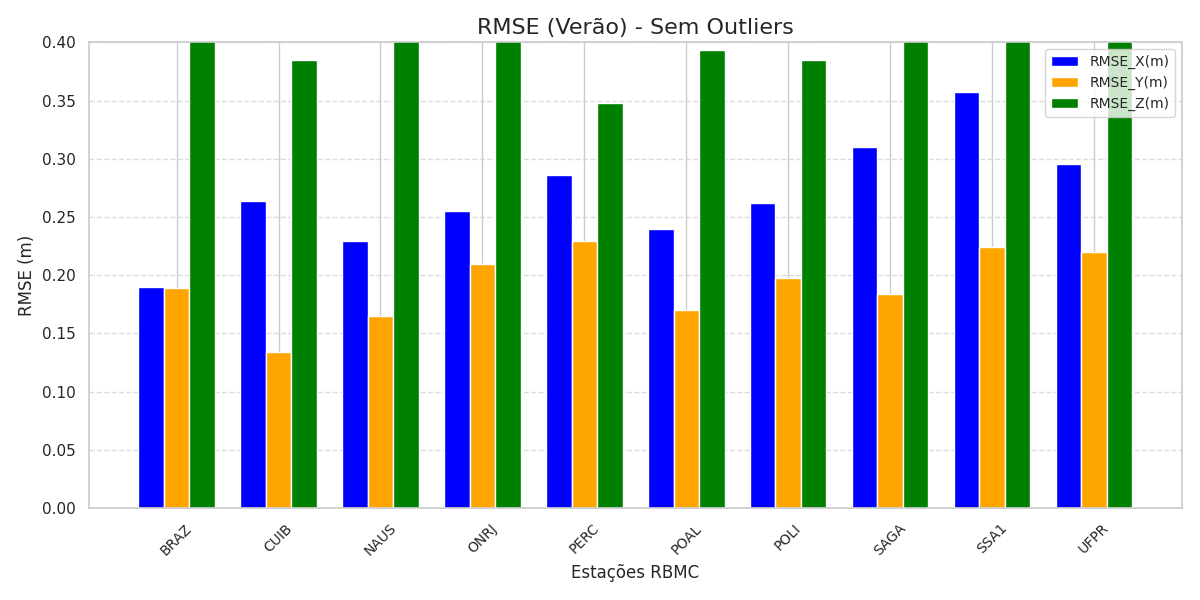 RMSE (Verão) - Sem Outliers
RMSE_X(m)
RMSE_Y(m)
RMSE_Z(m)
RMSE (m)
0.40
0.35
0.30
0.25
0.20
0.15
0.10
0.05
0.00
BRAZ CUIB NAUS ONRJ PERC POAL POLI SAGA SSA1 UFPR
Estações RBMC